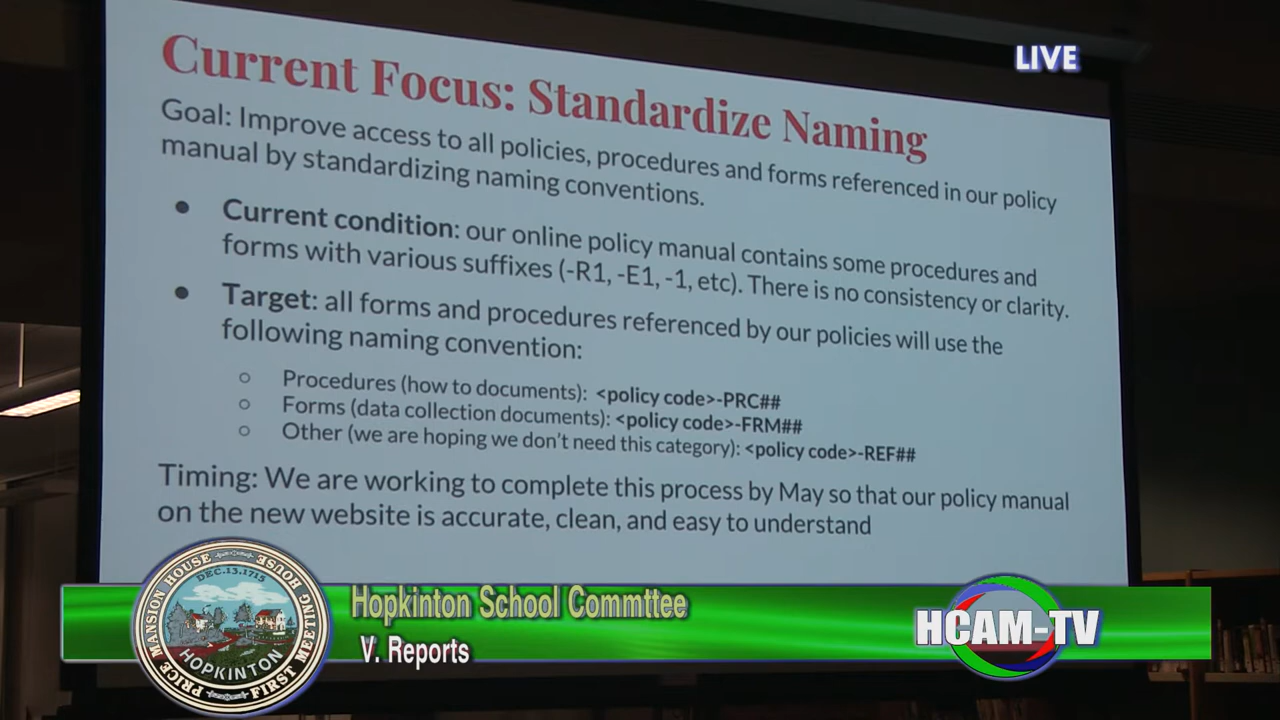 LIVE
Current Focus: Standardize Naming
Goal: Improve access to all policies, procedures and forms referenced in our policy
manual by standardizing naming conventions.
● Current condition: our online policy manual contains some procedures and
forms with various suffixes (-R1, -E1, -1, etc). There is no consistency or clarity.
● Target: all forms and procedures referenced by our policies will use the
following naming convention:
○ Procedures (how to documents): <policy code>-PRC##
○ Forms (data collection documents): <policy code>-FRM##
○ Other (we are hoping we don't need this category): <policy code>-REF##
Timing: We are working to complete this process by May so that our policy manual
on the new website is accurate, clean, and easy to understand
PRICE MANSION HOUSE
FIRST MEETING HOUSE
DEC.13.1715
HOPKINTON
Hopkinton School Commttee
V. Reports
HCAM-TV